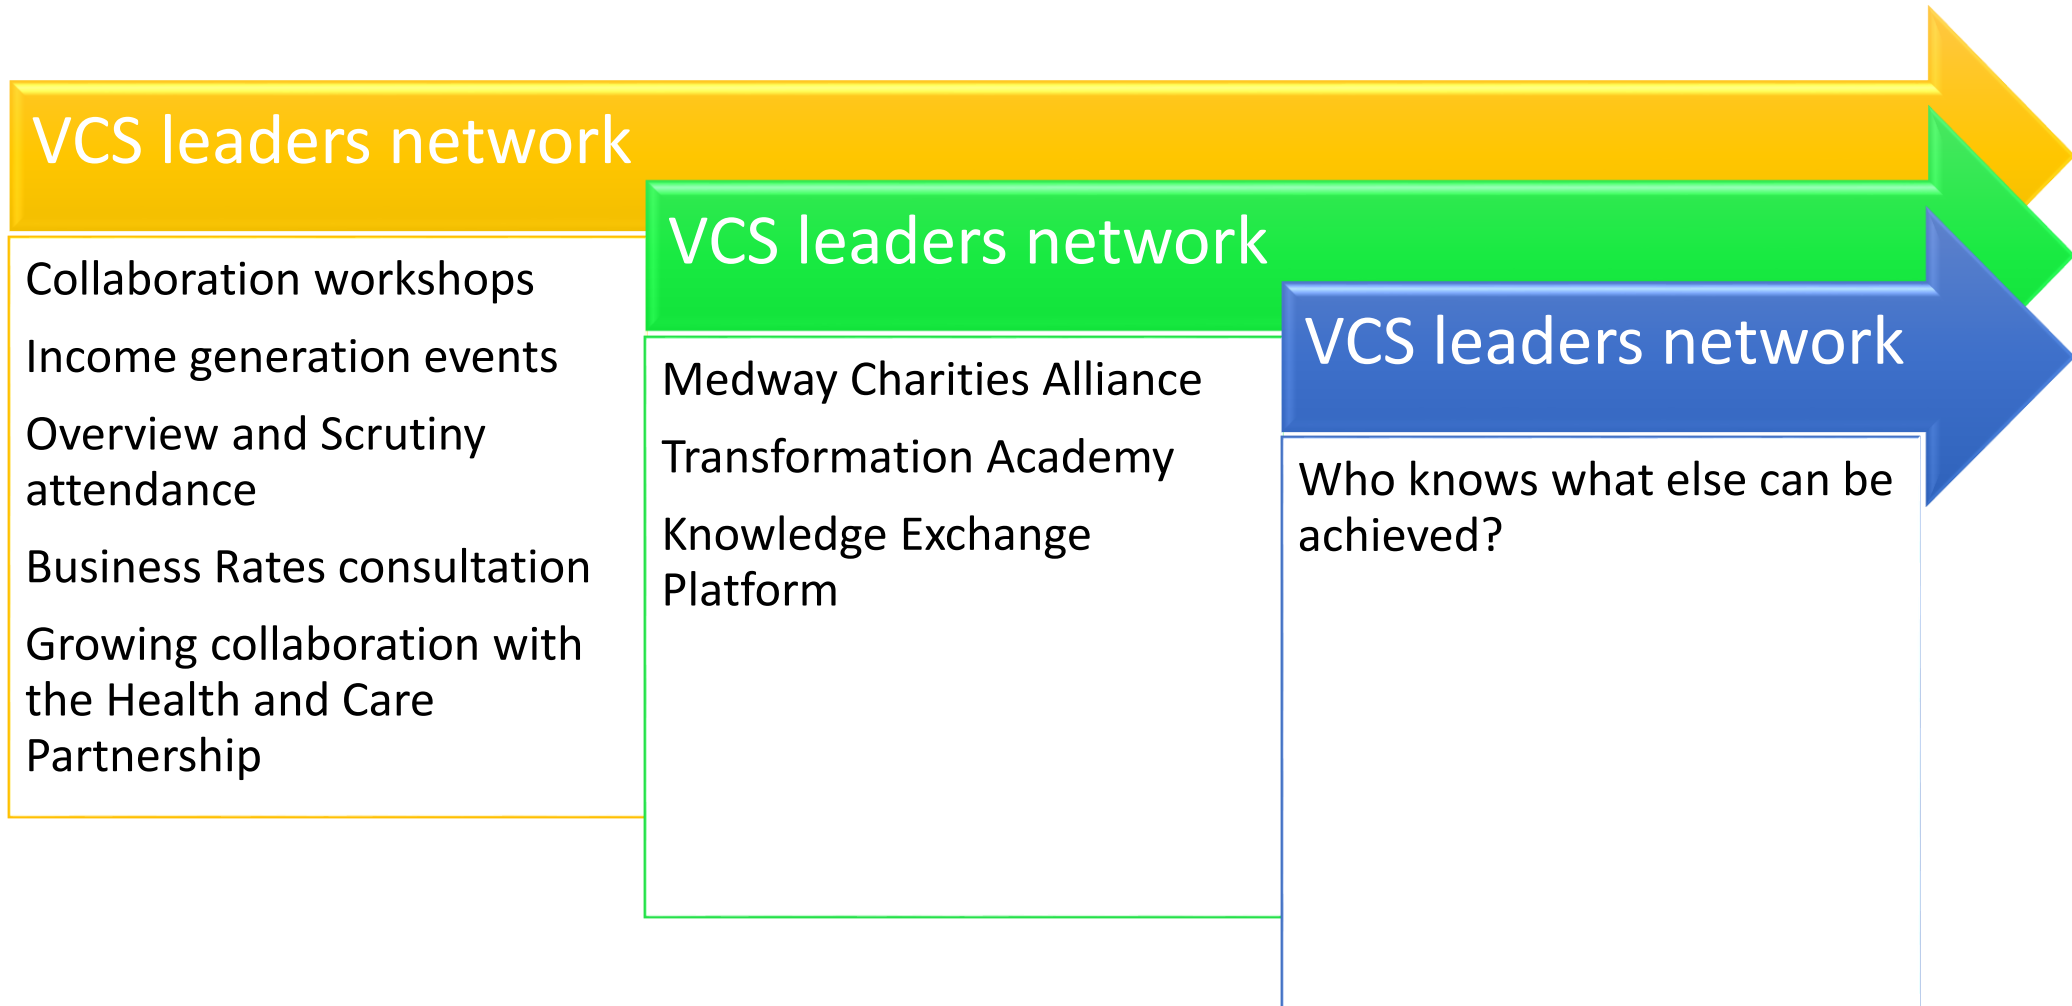 VCS leaders network
Collaboration workshops
Income generation events
Overview and Scrutiny
attendance
Business Rates consultation
Growing collaboration with
the Health and Care
Partnership
VCS leaders network
Medway Charities Alliance
Transformation Academy
Knowledge Exchange
Platform
VCS leaders network
Who knows what else can be
achieved?